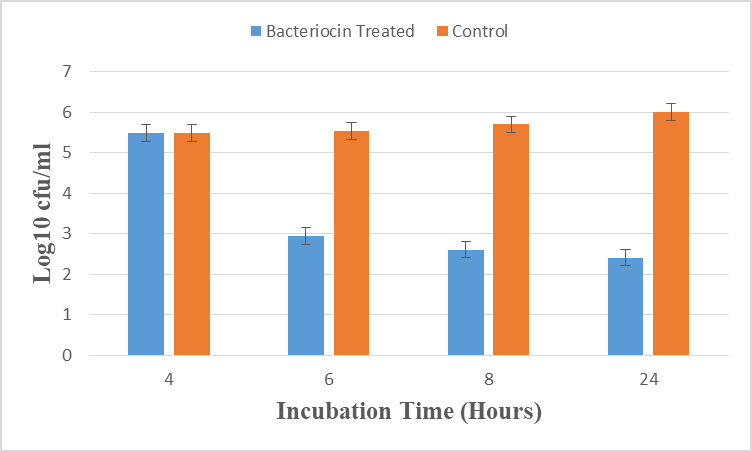 Bacteriocin Treated Control
7
6
5
4
3
2
1
0
Log10 cfu/ml
4 6 8 24
Incubation Time (Hours)